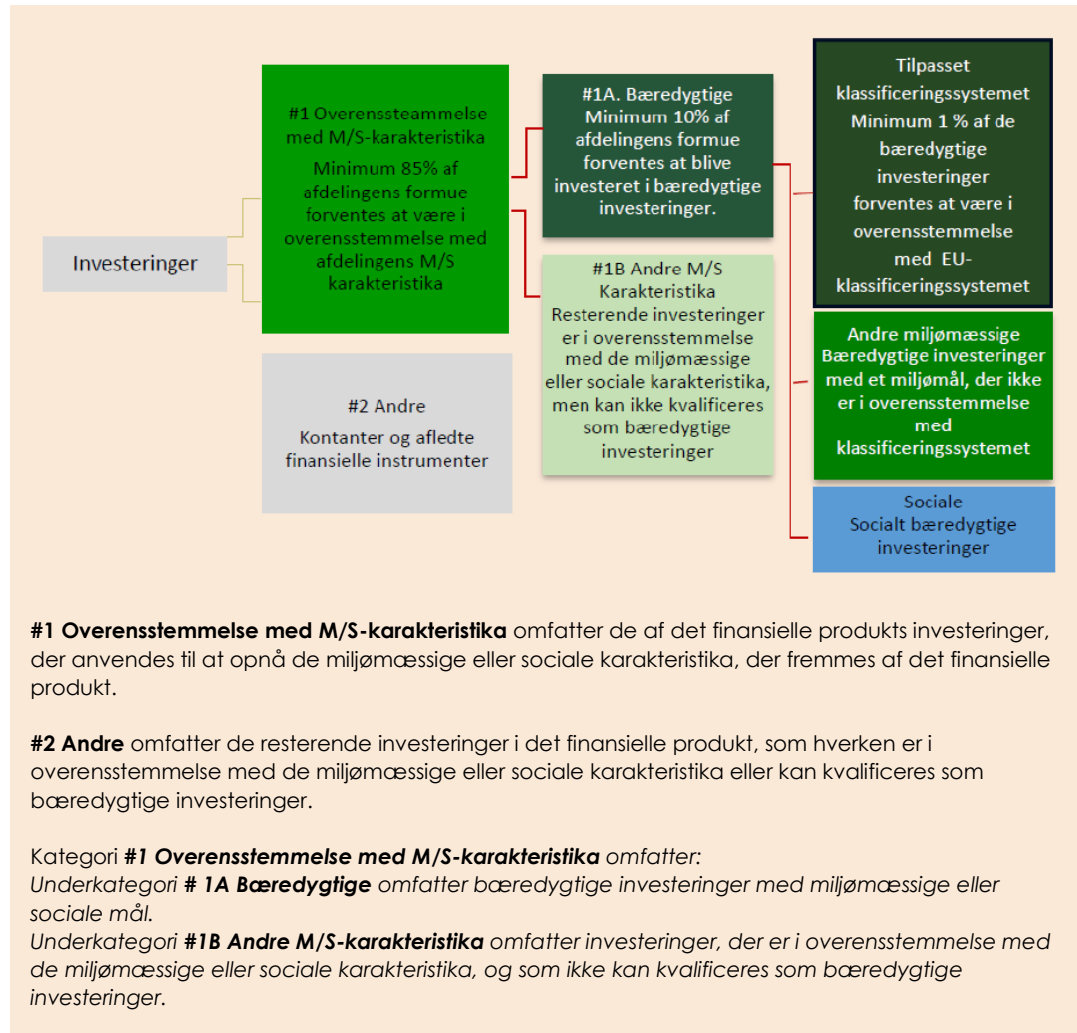 Investeringer
#1 Overenssteammelse
med M/S-karakteristika
Minimum 85% af
afdelingens formue
forventes at være i
overensstemmelse med
afdelingens M/S
karakteristika
#2 Andre
Kontanter og afledte
finansielle instrumenter
#1A. Bæredygtige
Minimum 10% af
afdelingens formue
forventes at blive
investeret i bæredygtige
investeringer.
#1B Andre M/S
Karakteristika
Resterende investeringer
er i overensstemmelse
med de miljømæssige
eller sociale karakteristika,
men kan ikke kvalificeres
som bæredygtige
investeringer
Tilpasset
klassificeringssystemet
Minimum 1 % af de
bæredygtige
investeringer
forventes at være i
overensstemmelse
med EU-
klassificeringssystemet
Andre miljømæssige
Bæredygtige investeringer
med et miljømål, der ikke
er i overensstemmelse
med
klassificeringssystemet
Sociale
Socialt bæredygtige
investeringer
#1 Overensstemmelse med M/S-karakteristika omfatter de af det finansielle produkts investeringer,
der anvendes til at opnå de miljømæssige eller sociale karakteristika, der fremmes af det finansielle
produkt.
#2 Andre omfatter de resterende investeringer i det finansielle produkt, som hverken er i
overensstemmelse med de miljømæssige eller sociale karakteristika eller kan kvalificeres som
bæredygtige investeringer.
Kategori #1 Overensstemmelse med M/S-karakteristika omfatter:
Underkategori # 1A Bæredygtige omfatter bæredygtige investeringer med miljømæssige eller
sociale mål.
Underkategori #1B Andre M/S-karakteristika omfatter investeringer, der er i overensstemmelse med
de miljømæssige eller sociale karakteristika, og som ikke kan kvalificeres som bæredygtige
investeringer.